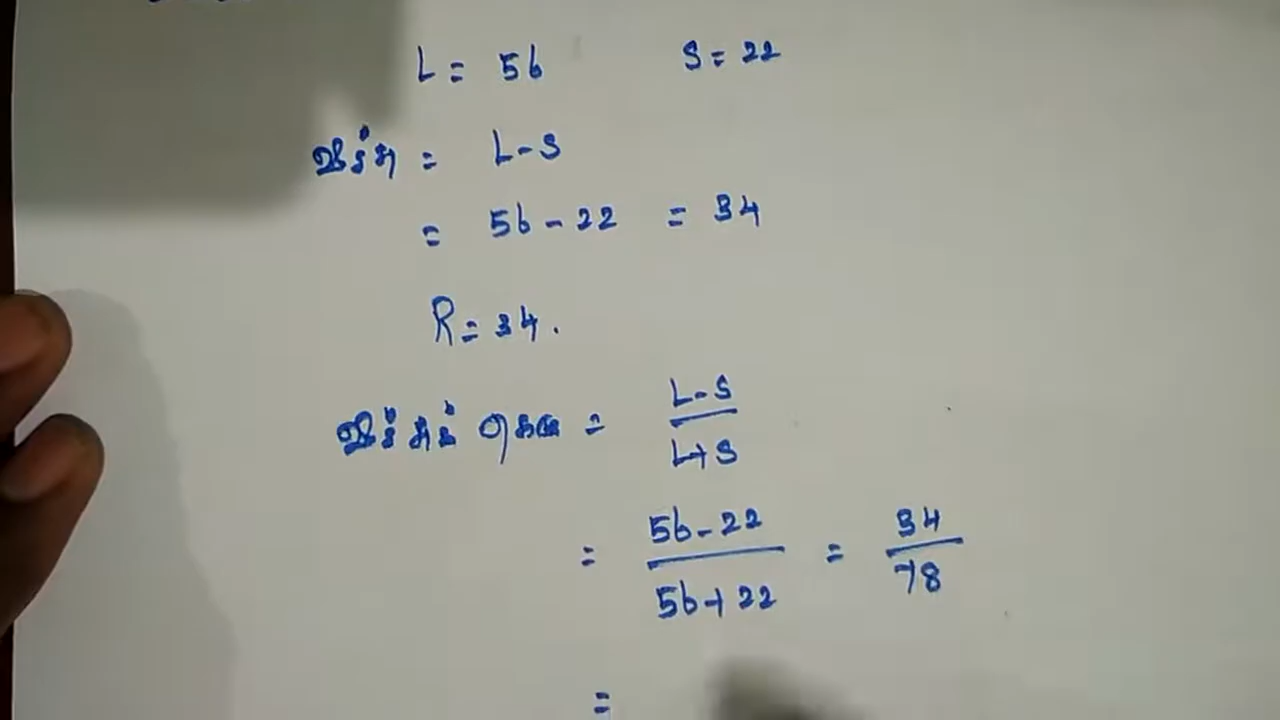 L = 56 S = 22
வீச்சு = L-S
= 56 - 22 = 34
R = 34.
வீச்சுக் கெழு = L-S / L+S
= 56-22 / 56+22 = 34 / 78
=